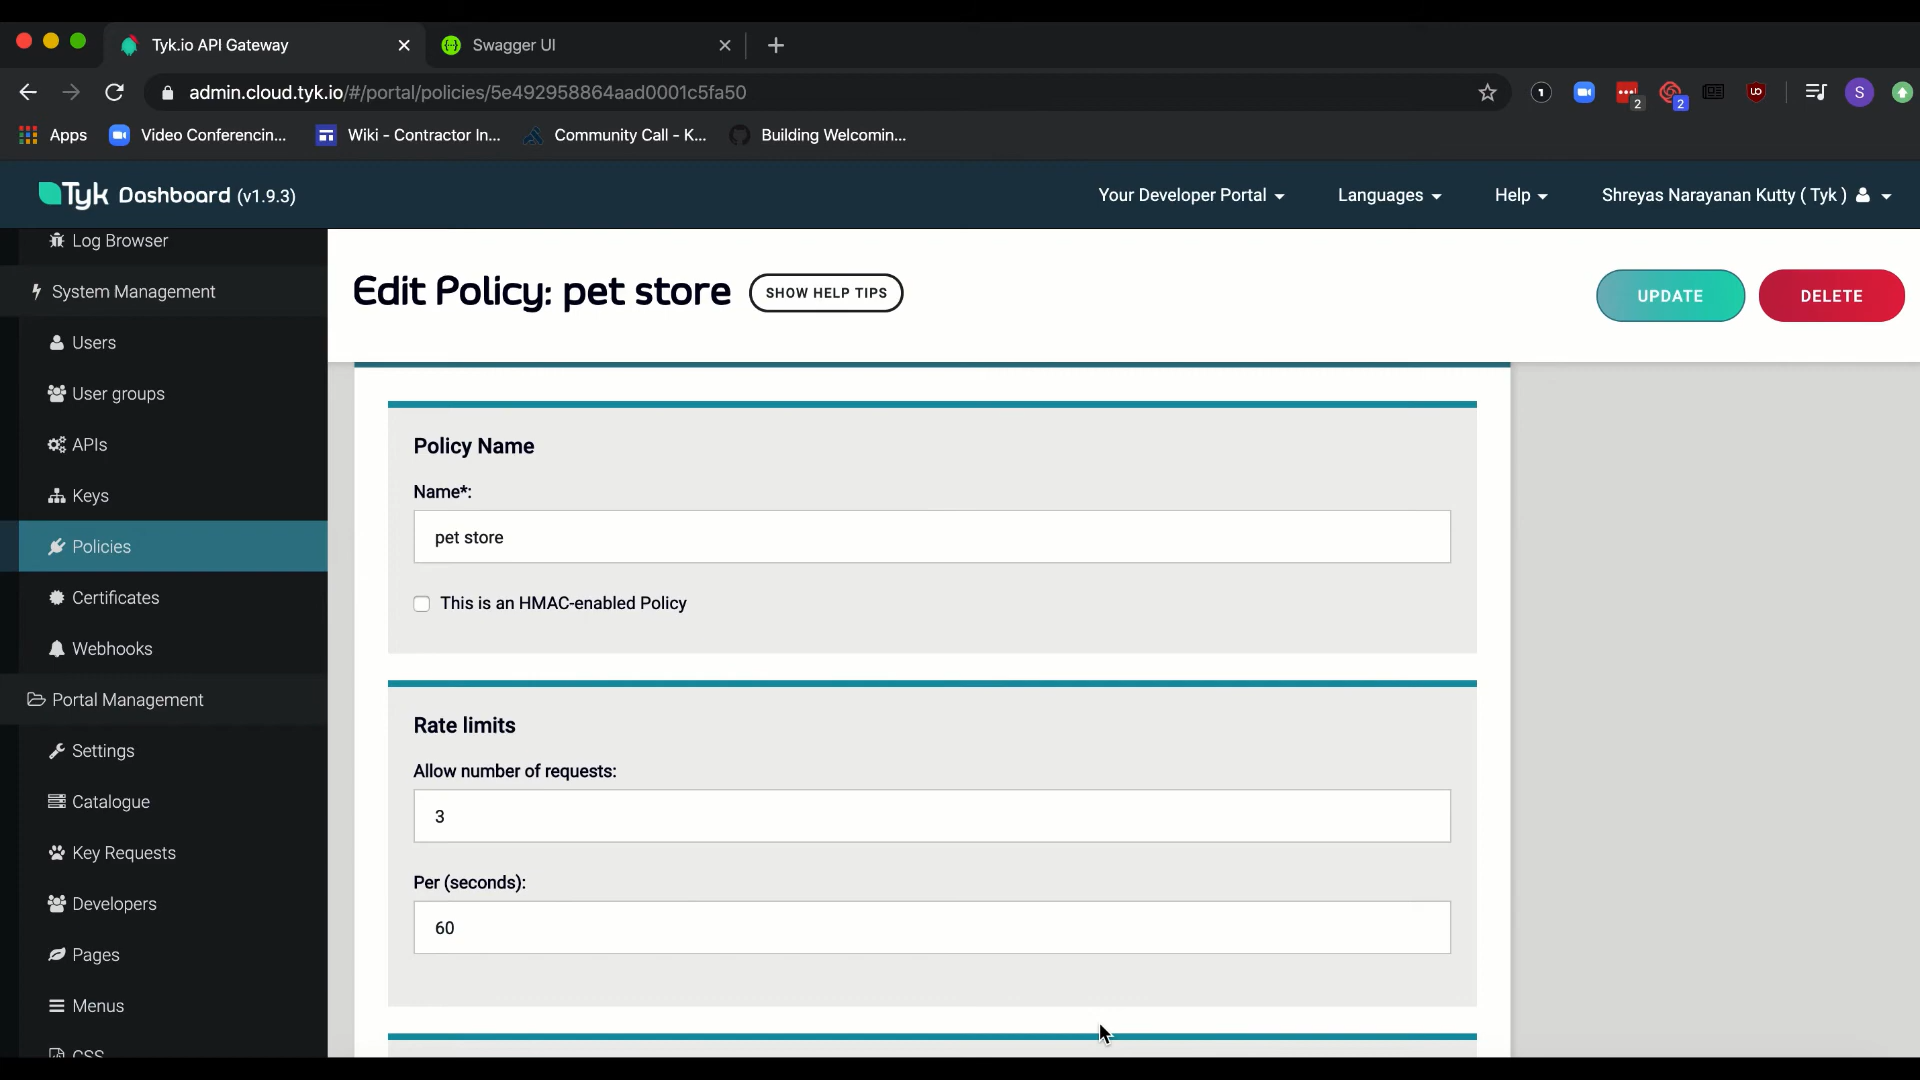 Tyk.io API Gateway
Swagger UI
admin.cloud.tyk.io/#/portal/policies/5e492958864aad0001c5fa50
1
2
2
S
Apps
Video Conferencin...
Wiki - Contractor In...
Community Call - K...
Building Welcomin...
Tyk Dashboard (v1.9.3)
Your Developer Portal
Languages
Help
Shreyas Narayanan Kutty ( Tyk )
Log Browser
System Management
Users
User groups
APIs
Keys
Policies
Certificates
Webhooks
Portal Management
Settings
Catalogue
Key Requests
Developers
Pages
Menus
CSS
Edit Policy: pet store
SHOW HELP TIPS
UPDATE
DELETE
Policy Name
Name*:
pet store
This is an HMAC-enabled Policy
Rate limits
Allow number of requests:
3
Per (seconds):
60